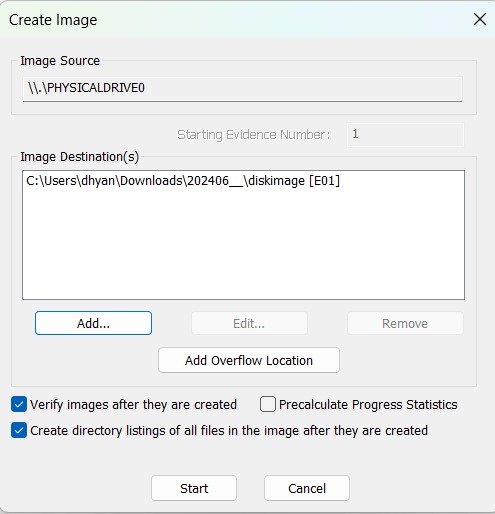 Create Image
Image Source
\\.\PHYSICALDRIVE0
Starting Evidence Number: 1
Image Destination(s)
C:\Users\dhyan\Downloads\202406__\diskimage [E01]
Add... Edit... Remove
Add Overflow Location
Verify images after they are created Precalculate Progress Statistics
Create directory listings of all files in the image after they are created
Start Cancel